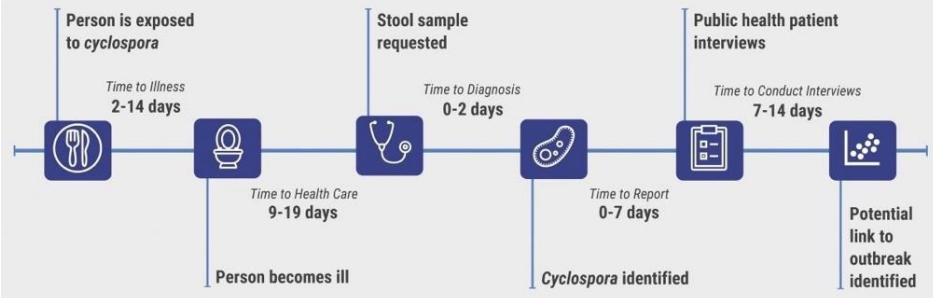 Person is exposed
to cyclospora
Stool sample
requested
Public health patient
interviews
Time to Illness
2-14 days
Time to Diagnosis
0-2 days
Time to Conduct Interviews
7-14 days
Time to Health Care
9-19 days
Time to Report
0-7 days
Person becomes ill
Cyclospora identified
Potential
link to
outbreak
identified